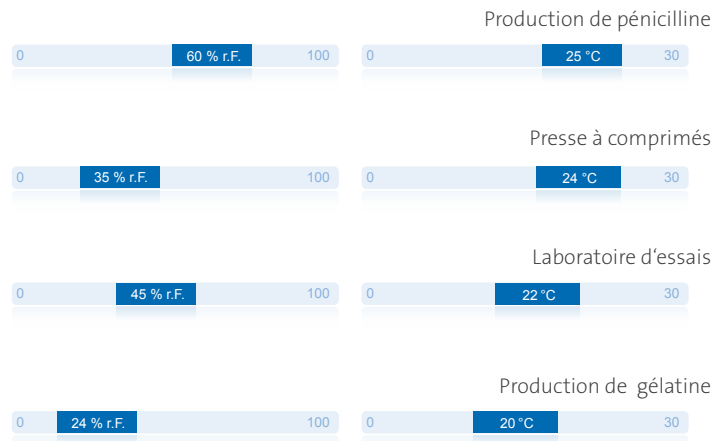 Production de pénicilline
0 60 % r.F. 100 0 25 °C 30
Presse à comprimés
0 35 % r.F. 100 0 24 °C 30
Laboratoire d‘essais
0 45 % r.F. 100 0 22 °C 30
Production de gélatine
0 24 % r.F. 100 0 20 °C 30